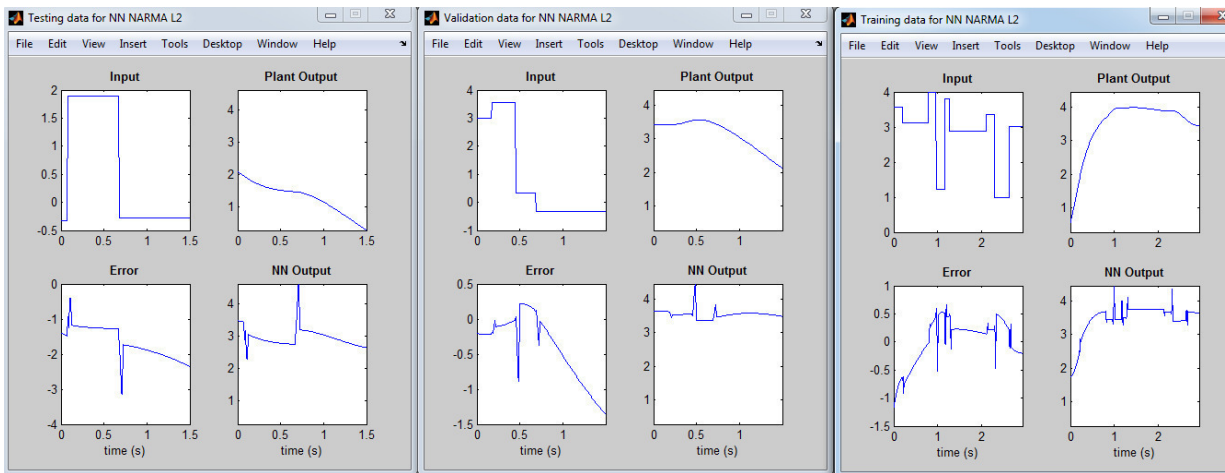 Testing data for NN NARMA L2
File Edit View Insert Tools Desktop Window Help
Input Plant Output
2
1.5
1
0.5
0
-0.5
0 0.5 1 1.5
4
3
2
1
0 0.5 1 1.5
Error NN Output
0
-1
-2
-3
-4
0 0.5 1 1.5
time (s)
4
3
2
1
0 0.5 1 1.5
time (s)
Validation data for NN NARMA L2
File Edit View Insert Tools Desktop Window Help
Input Plant Output
4
3
2
1
0
-1
0 0.5 1
4
3
2
1
0 0.5 1
Error NN Output
0.5
0
-0.5
-1
-1.5
0 0.5 1
time (s)
4
3
2
1
0 0.5 1
time (s)
Training data for NN NARMA L2
File Edit View Insert Tools Desktop Window Help
Input Plant Output
4
3
2
1
0 1 2
4
3
2
1
0 1 2
Error NN Output
1
0.5
0
-0.5
-1
-1.5
0 1 2
time (s)
4
3
2
1
0 1 2
time (s)